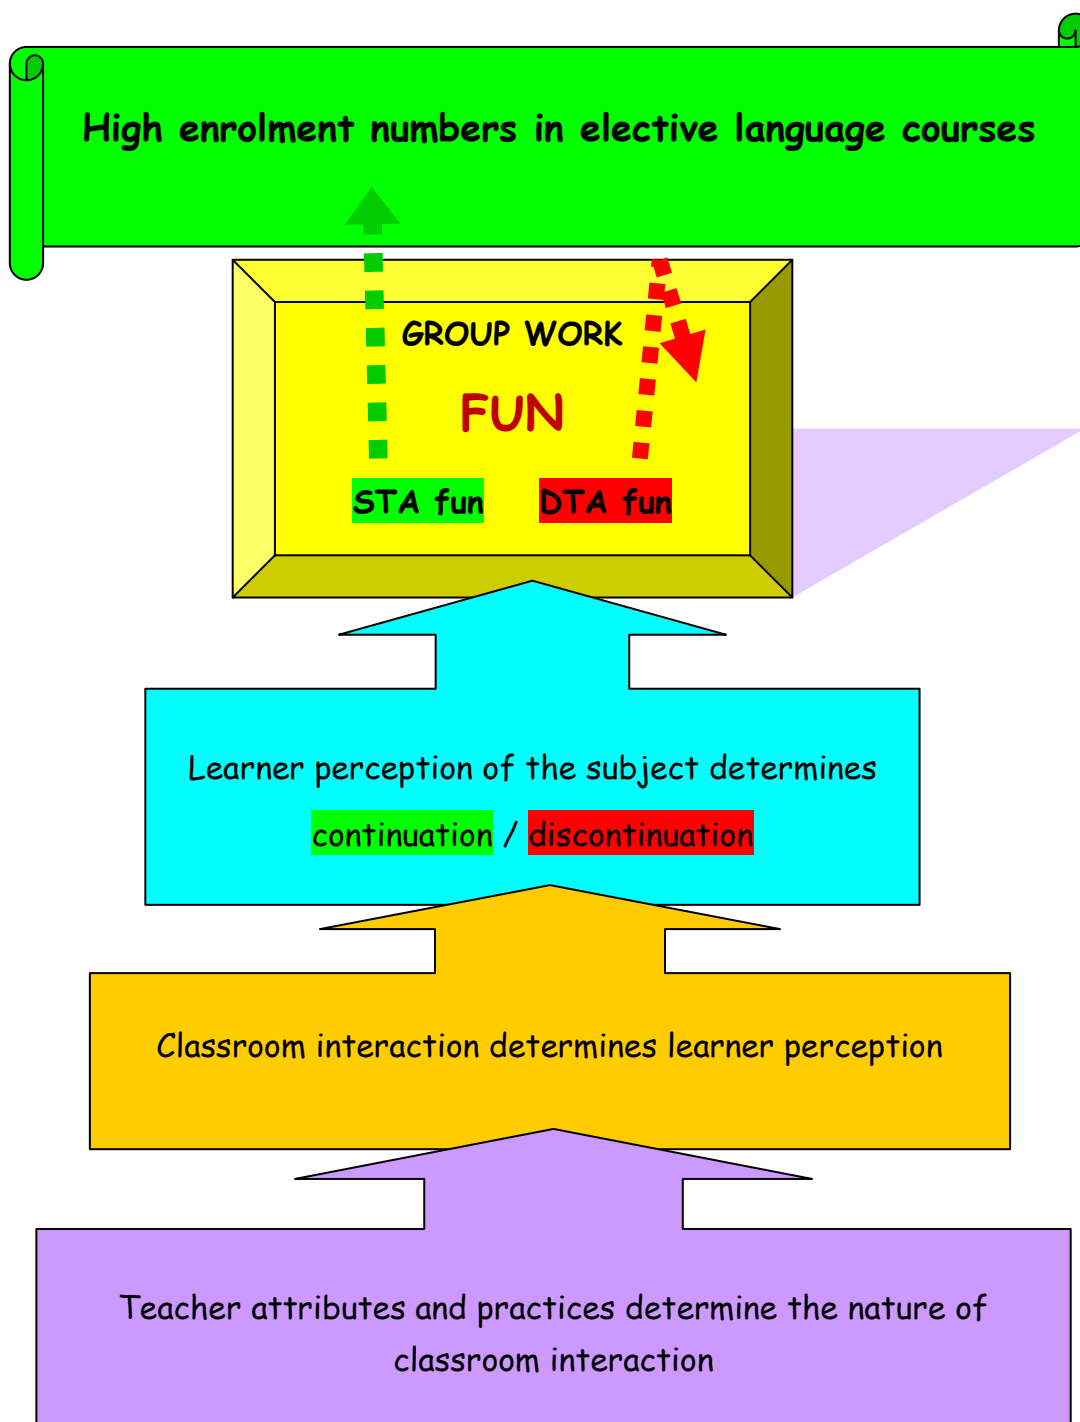 High enrolment numbers in elective language courses
GROUP WORK
FUN
STA fun DTA fun
Learner perception of the subject determines
continuation / discontinuation
Classroom interaction determines learner perception
Teacher attributes and practices determine the nature of
classroom interaction